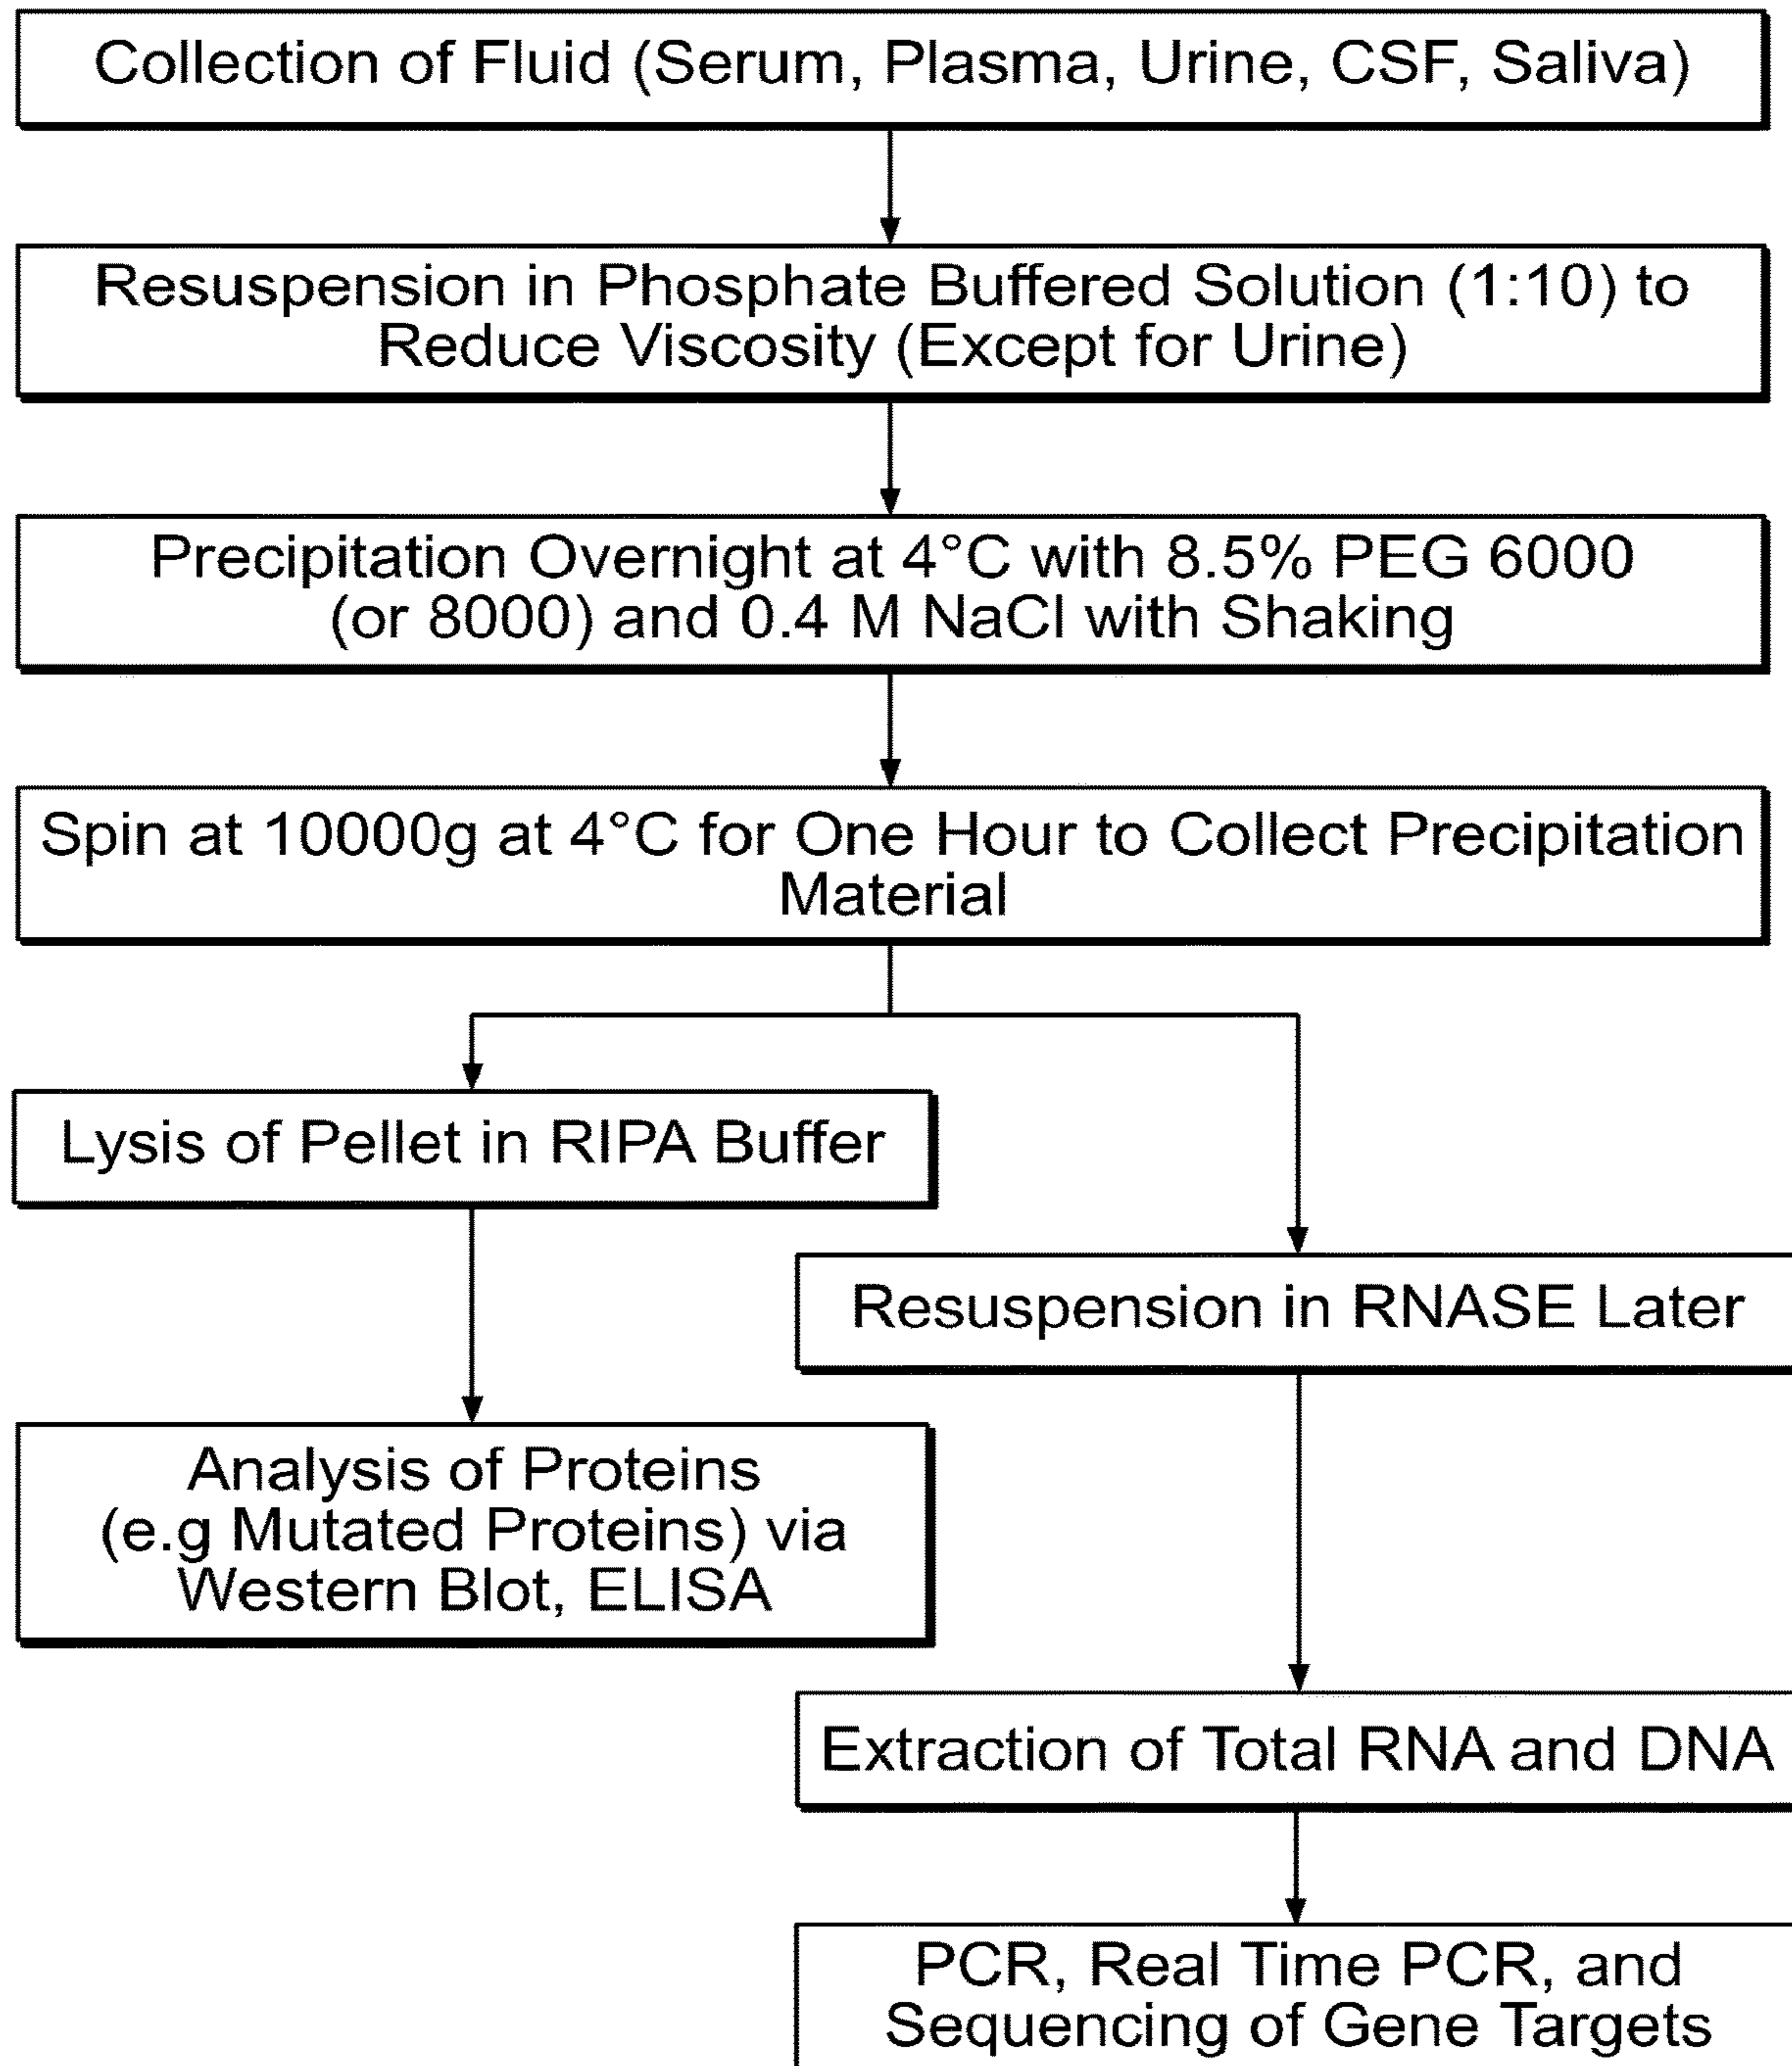 Collection of Fluid (Serum, Plasma, Urine, CSF, Saliva)
Resuspension in Phosphate Buffered Solution (1:10) to
Reduce Viscosity (Except for Urine)
Precipitation Overnight at 4°C with 8.5% PEG 6000
(or 8000) and 0.4 M NaCl with Shaking
Spin at 10000g at 4°C for One Hour to Collect Precipitation
Material
Lysis of Pellet in RIPA Buffer
Resuspension in RNASE Later
Analysis of Proteins
(e.g Mutated Proteins) via
Western Blot, ELISA
Extraction of Total RNA and DNA
PCR, Real Time PCR, and
Sequencing of Gene Targets